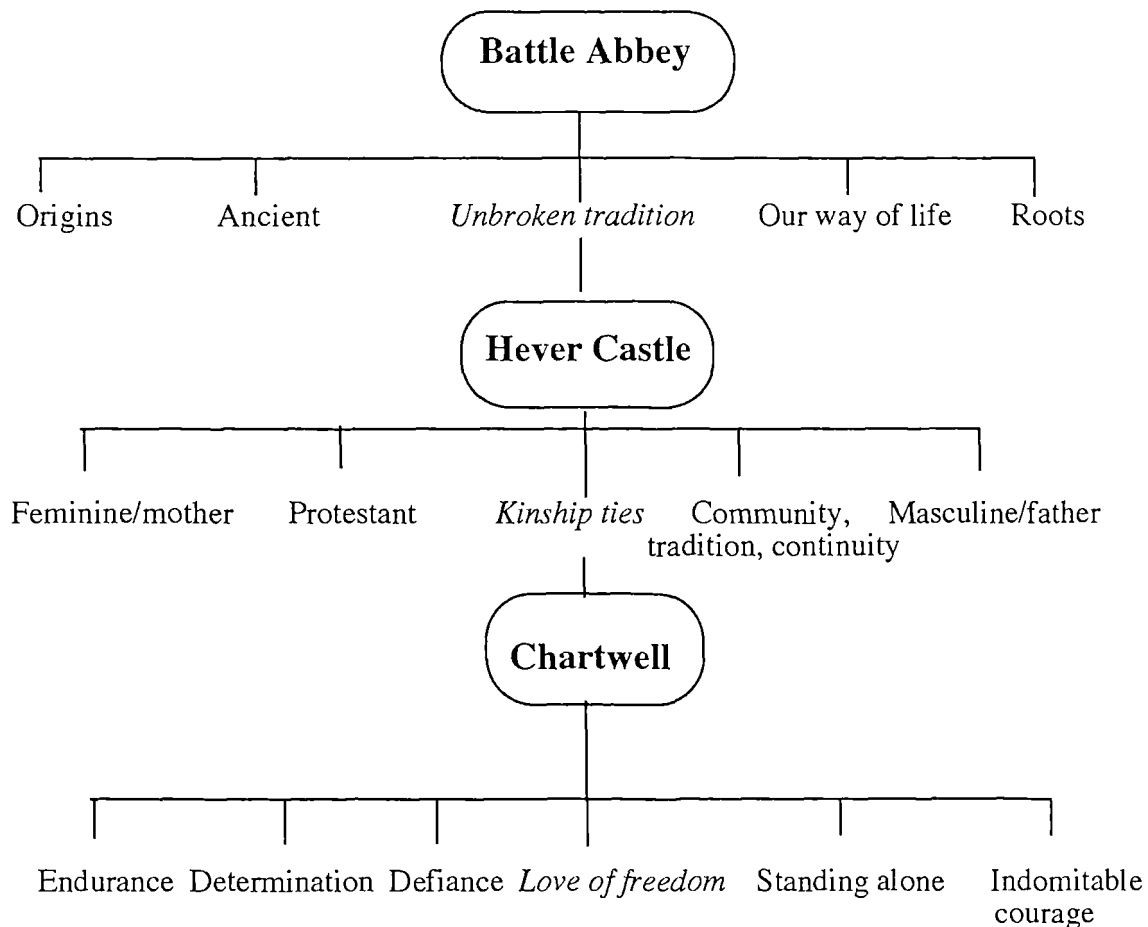 Battle Abbey
Origins Ancient Unbroken tradition Our way of life Roots
Hever Castle
Feminine/mother Protestant Kinship ties Community, Masculine/father
tradition, continuity
Chartwell
Endurance Determination Defiance Love of freedom Standing alone Indomitable
courage